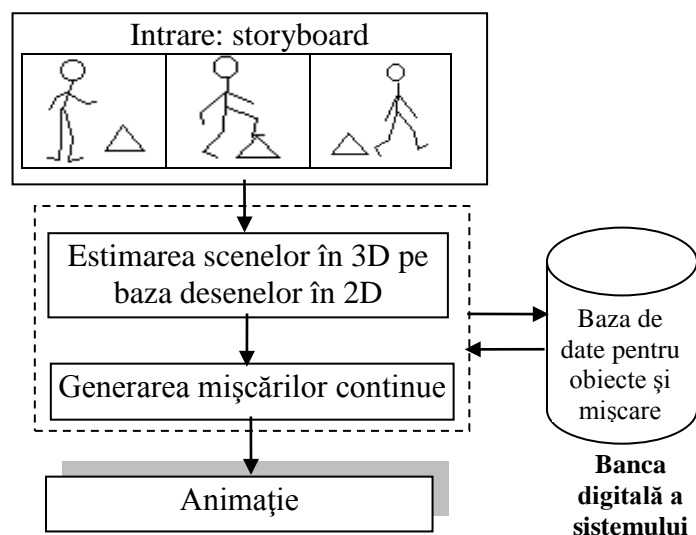 Intrare: storyboard
Estimarea scenelor în 3D pe
baza desenelor în 2D
Generarea mişcărilor continue
Animaţie
Baza de
date pentru
obiecte şi
mişcare
Banca
digitală a
sistemului